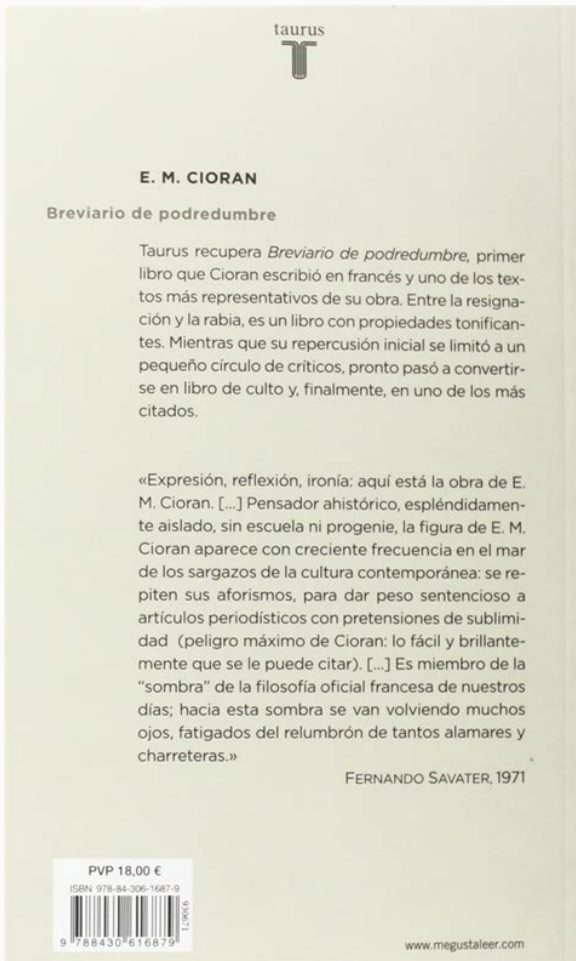 taurus
E. M. CIORAN
Breviario de podredumbre
Taurus recupera Breviario de podredumbre, primer
libro que Cioran escribió en francés y uno de los tex-
tos más representativos de su obra. Entre la resigna-
ción y la rabia, es un libro con propiedades tonifican-
tes. Mientras que su repercusión inicial se limitó a un
pequeño círculo de críticos, pronto pasó a convertir-
se en libro de culto y, finalmente, en uno de los más
citados.
«Expresión, reflexión, ironía: aquí está la obra de E.
M. Cioran. [...] Pensador ahistórico, espléndidamen-
te aislado, sin escuela ni progenie, la figura de E. M.
Cioran aparece con creciente frecuencia en el mar
de los sargazos de la cultura contemporánea: se re-
piten sus aforismos, para dar peso sentencioso a
artículos periodísticos con pretensiones de sublimi-
dad (peligro máximo de Cioran: lo fácil y brillante-
mente que se le puede citar). [...] Es miembro de la
“sombra” de la filosofía oficial francesa de nuestros
días; hacia esta sombra se van volviendo muchos
ojos, fatigados del relumbrón de tantos alamares y
charreteras.»
FERNANDO SAVATER, 1971
PVP 18,00 €
ISBN 978-84-306-1687-9
930671
9 788430 616879
www.megustaleer.com